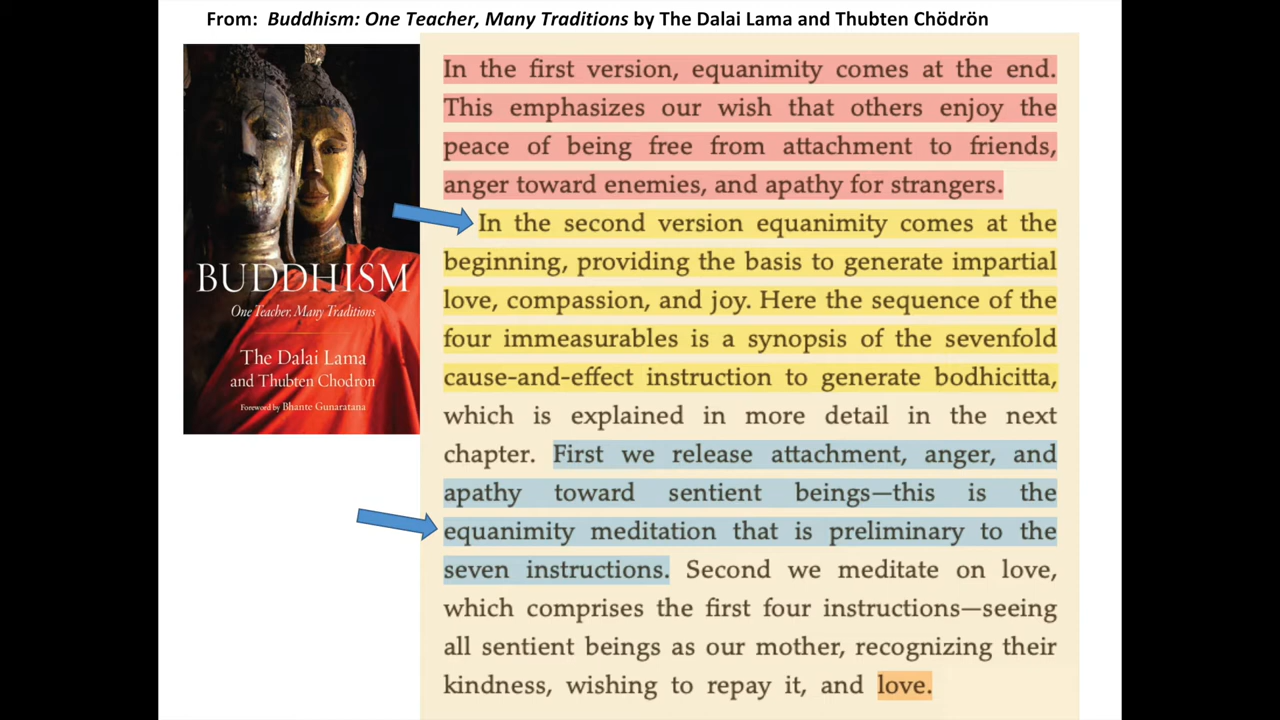 From: Buddhism: One Teacher, Many Traditions by The Dalai Lama and Thubten Chödrön
BUDDHISM
One Teacher, Many Traditions
The Dalai Lama
and Thubten Chodron
Foreword by Bhante Gunaratana
In the first version, equanimity comes at the end.
This emphasizes our wish that others enjoy the
peace of being free from attachment to friends,
anger toward enemies, and apathy for strangers.
In the second version equanimity comes at the
beginning, providing the basis to generate impartial
love, compassion, and joy. Here the sequence of the
four immeasurables is a synopsis of the sevenfold
cause-and-effect instruction to generate bodhicitta,
which is explained in more detail in the next
chapter. First we release attachment, anger, and
apathy toward sentient beings—this is the
equanimity meditation that is preliminary to the
seven instructions. Second we meditate on love,
which comprises the first four instructions—seeing
all sentient beings as our mother, recognizing their
kindness, wishing to repay it, and love.